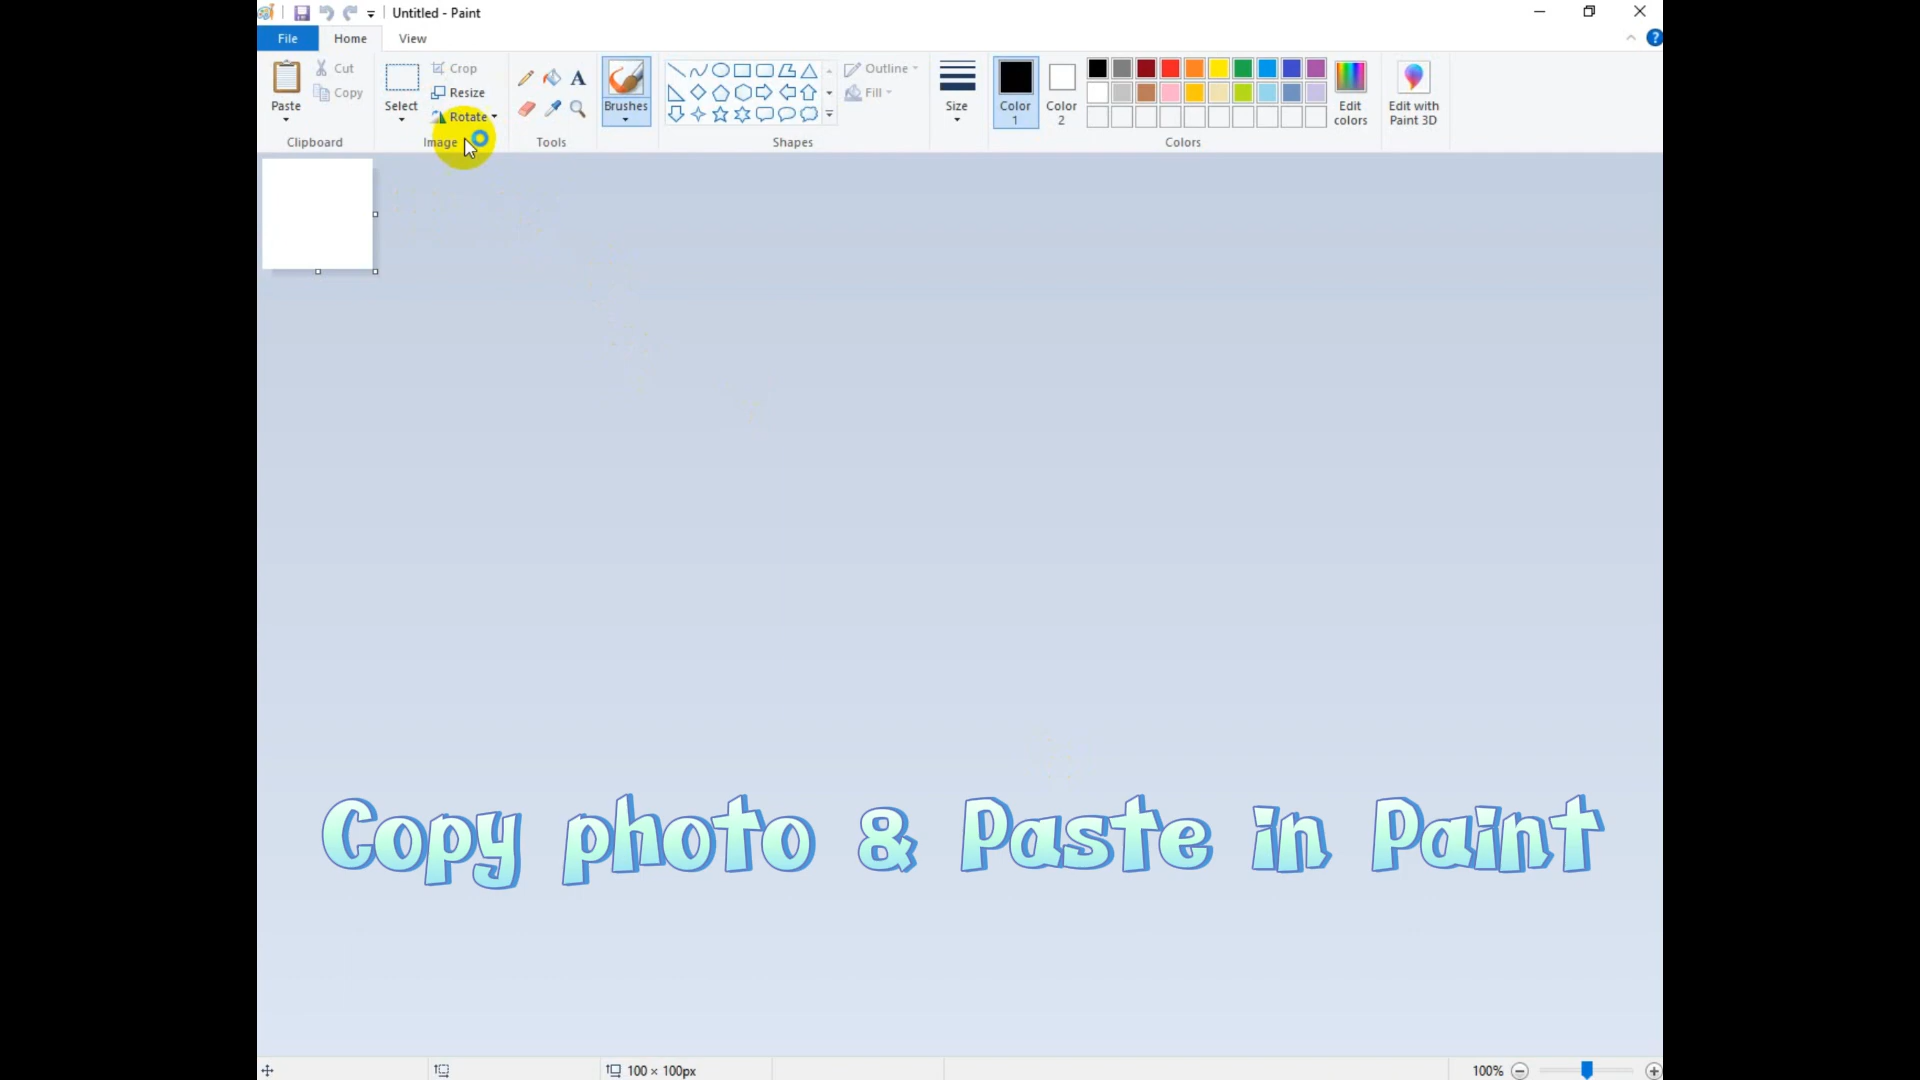 Untitled - Paint
File Home View
Paste
Cut
Copy
Clipboard
Select
Crop
Resize
Rotate
Image
A
Tools
Brushes
Outline
Fill
Shapes
Size
Color 1
Color 2
Edit colors
Colors
Edit with Paint 3D
?
Copy photo & Paste in Paint
100 × 100px
100%